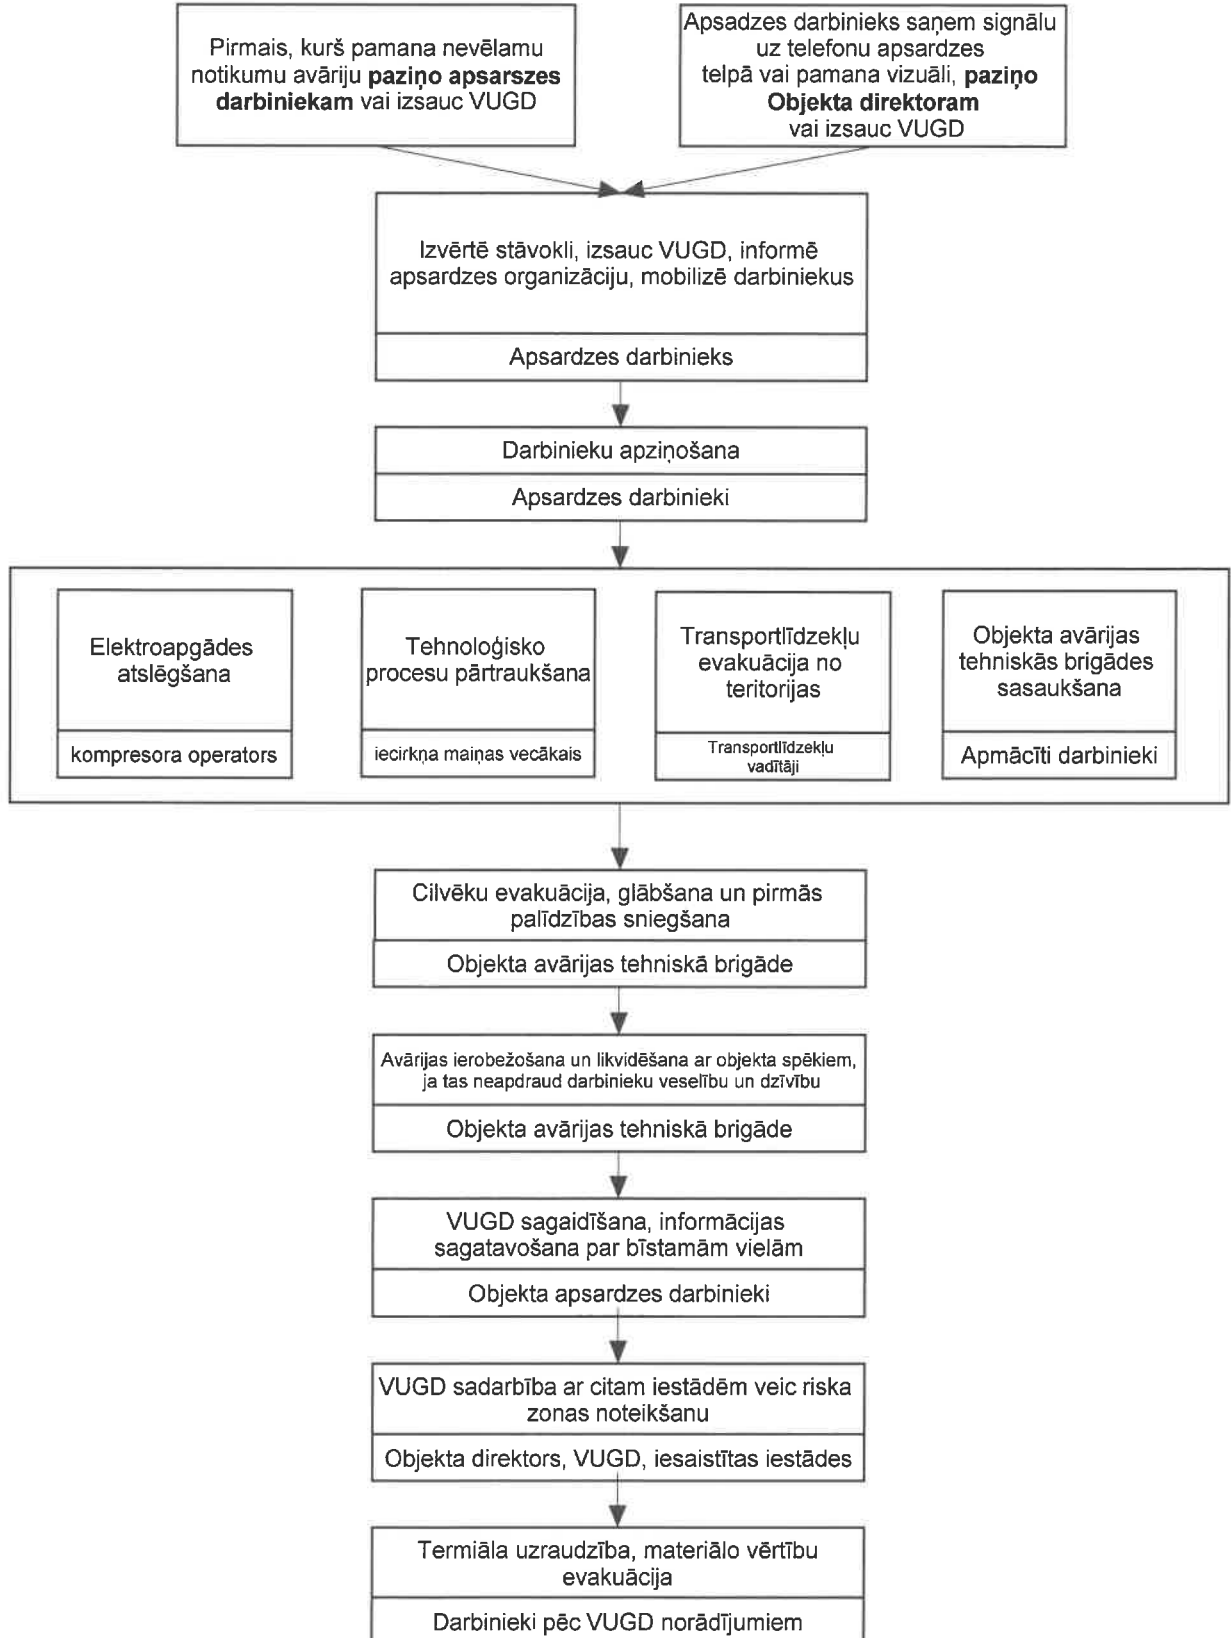 Pirmais, kurš pamana nevēlamu
notikumu avāriju paziņo apsarszes
darbiniekam vai izsauc VUGD
Apsadzes darbinieks saņem signālu
uz telefonu apsardzes
telpā vai pamana vizuāli, paziņo
Objekta direktoram
vai izsauc VUGD
Izvērtē stāvokli, izsauc VUGD, informē
apsardzes organizāciju, mobilizē darbiniekus
Apsardzes darbinieks
Darbinieku apziņošana
Apsardzes darbinieki
Elektroapgādes
atslēgšana
kompresora operators
Tehnoloģisko
procesu pārtraukšana
iecirkņa maiņas vecākais
Transportlīdzekļu
evakuācija no
teritorijas
Transportlīdzekļu
vadītāji
Objekta avārijas
tehniskās brigādes
sasaukšana
Apmācīti darbinieki
Cilvēku evakuācija, glābšana un pirmās
palīdzības sniegšana
Objekta avārijas tehniskā brigāde
Avārijas ierobežošana un likvidēšana ar objekta spēkiem,
ja tas neapdraud darbinieku veselību un dzīvību
Objekta avārijas tehniskā brigāde
VUGD sagaidīšana, informācijas
sagatavošana par bīstamām vielām
Objekta apsardzes darbinieki
VUGD sadarbība ar citam iestādēm veic riska
zonas noteikšanu
Objekta direktors, VUGD, iesaistītas iestādes
Termiāla uzraudzība, materiālo vērtību
evakuācija
Darbinieki pēc VUGD norādījumiem